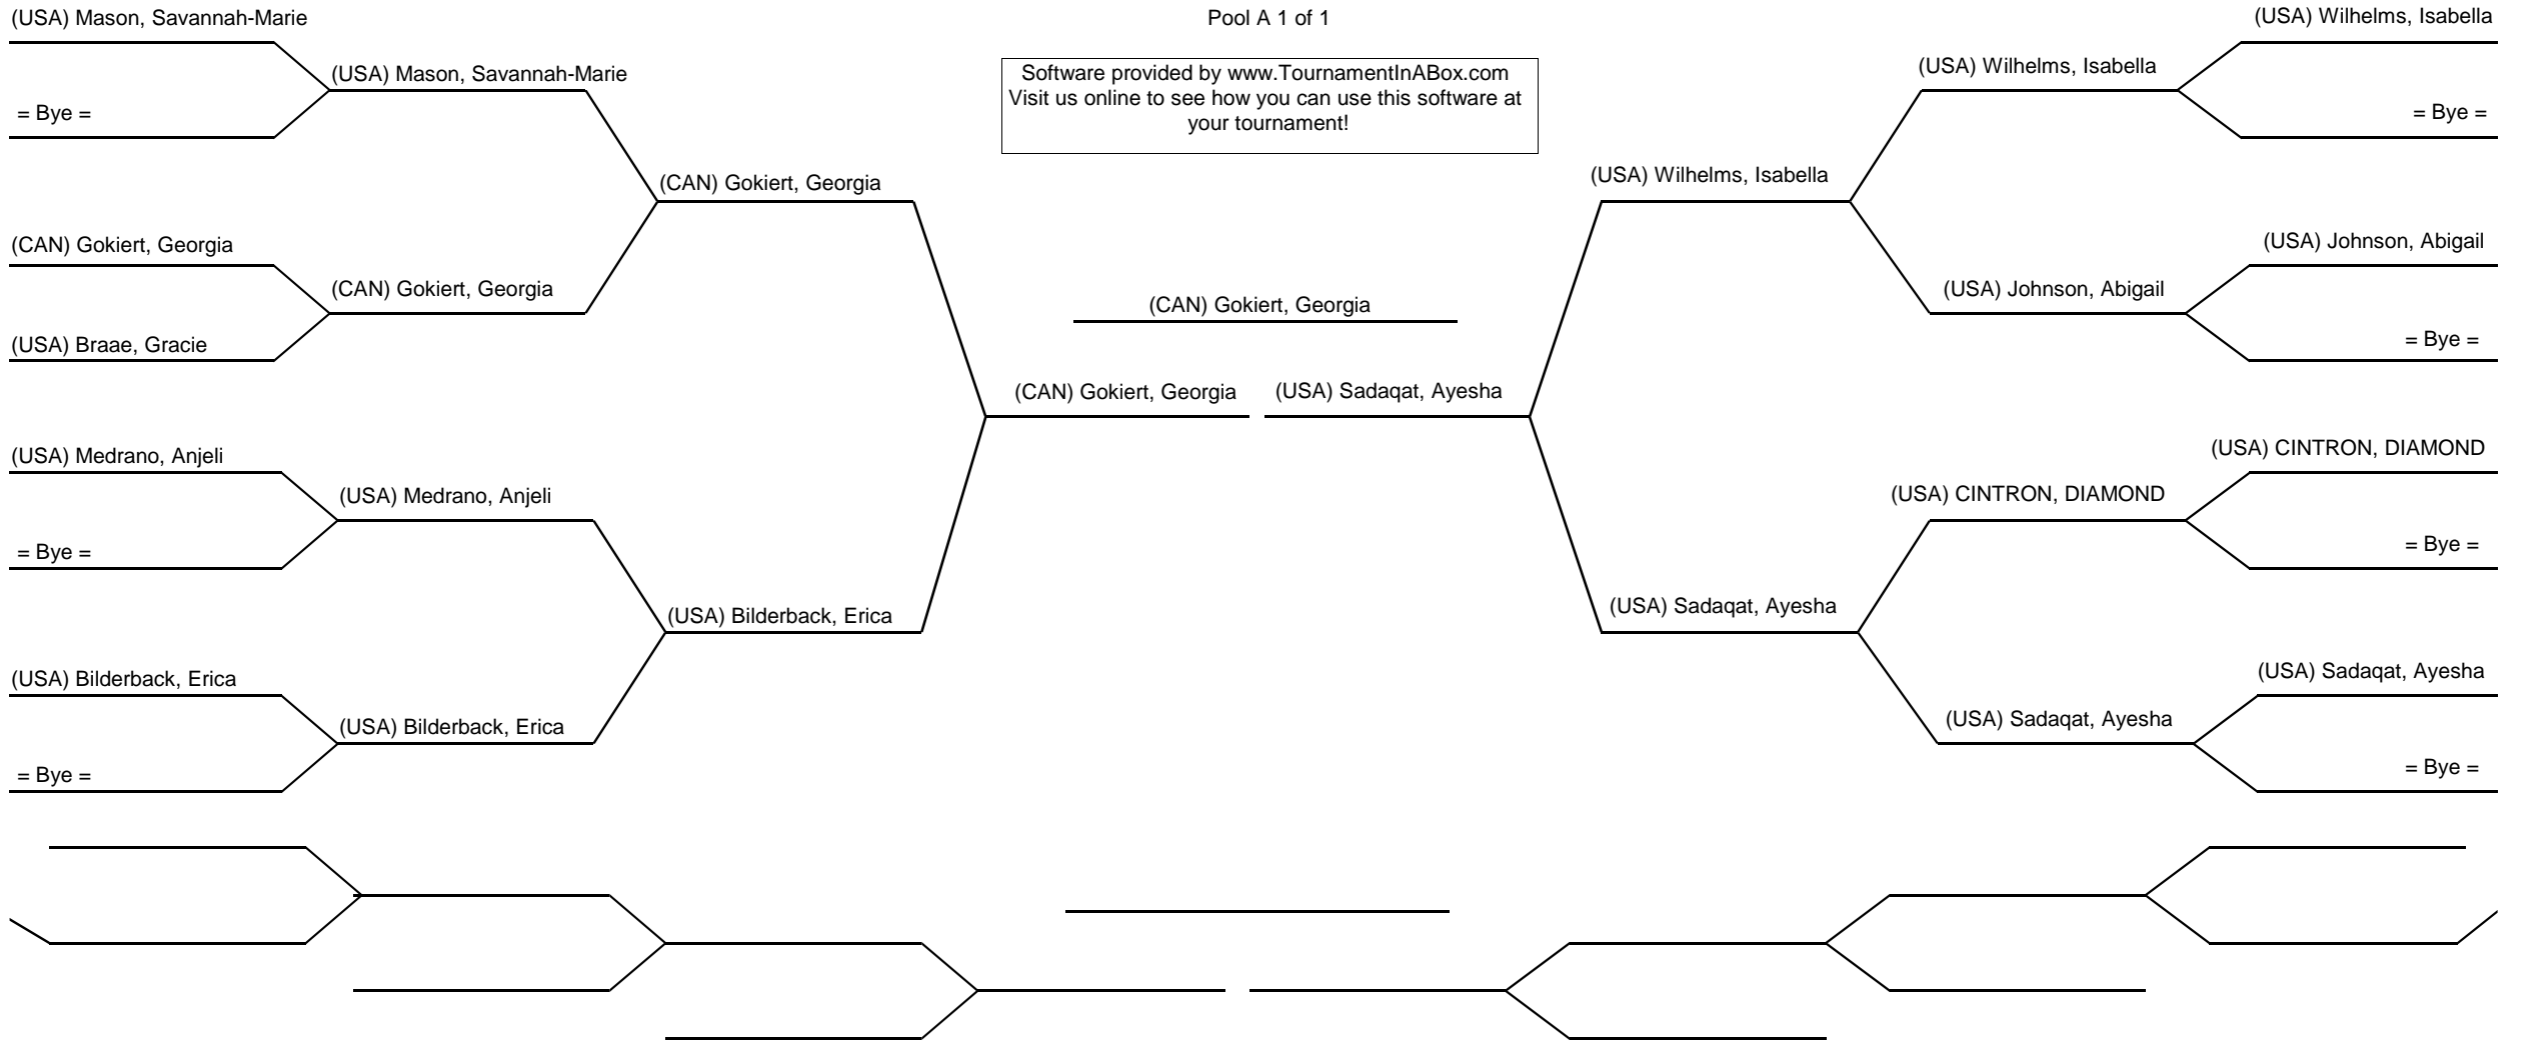 Pool A 1 of 1
Software provided by www.TournamentInABox.com
Visit us online to see how you can use this software at
your tournament!
(USA) Mason, Savannah-Marie
= Bye =
(CAN) Gokiert, Georgia
(USA) Braae, Gracie
(USA) Medrano, Anjeli
= Bye =
(USA) Bilderback, Erica
= Bye =
(USA) Mason, Savannah-Marie
(CAN) Gokiert, Georgia
(USA) Medrano, Anjeli
(USA) Bilderback, Erica
(CAN) Gokiert, Georgia
(USA) Bilderback, Erica
(CAN) Gokiert, Georgia
(CAN) Gokiert, Georgia
(USA) Sadaqat, Ayesha
(USA) Wilhelms, Isabella
(USA) Sadaqat, Ayesha
(USA) Wilhelms, Isabella
(USA) Johnson, Abigail
(USA) CINTRON, DIAMOND
(USA) Sadaqat, Ayesha
(USA) Wilhelms, Isabella
= Bye =
(USA) Johnson, Abigail
= Bye =
(USA) CINTRON, DIAMOND
= Bye =
(USA) Sadaqat, Ayesha
= Bye =